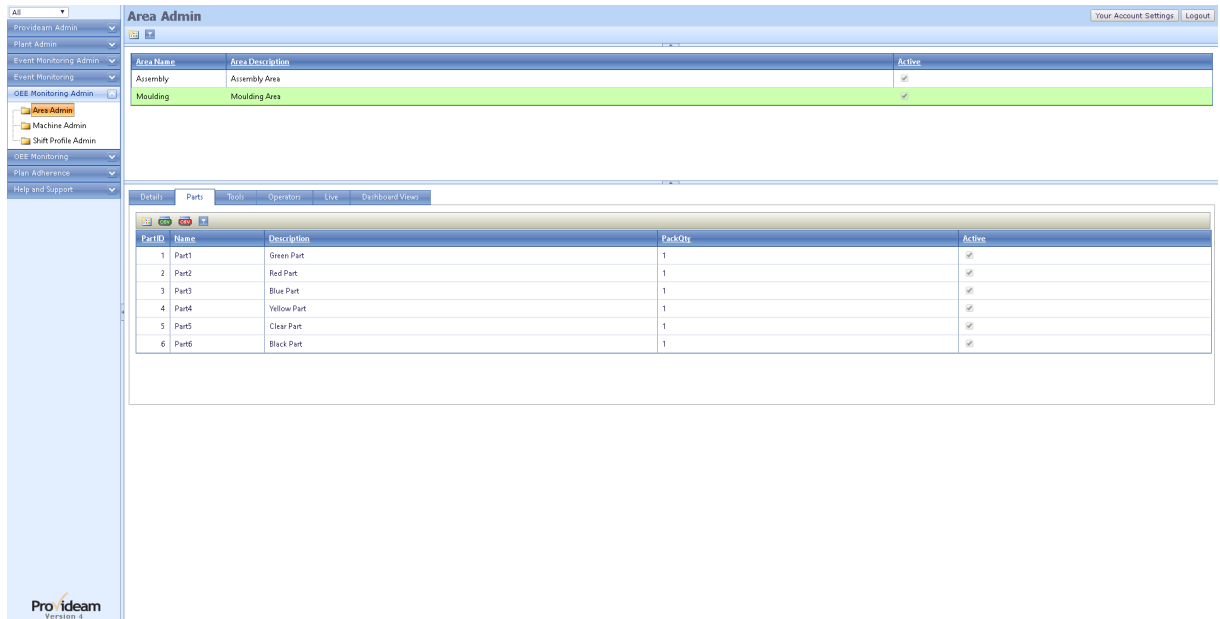 All
Provideam Admin
Plant Admin
Event Monitoring Admin
Event Monitoring
OEE Monitoring Admin
Area Admin
Machine Admin
Shift Profile Admin
OEE Monitoring
Plan Adherence
Help and Support
Provideam
Version 4
Area Admin
Your Account Settings Logout
Area Name Area Description Active
Assembly Assembly Area
Moulding Moulding Area
Details Parts Tools Operators Live Dashboard Views
CSV CSV
PartID Name Description PackQty Active
1 Part1 Green Part 1
2 Part2 Red Part 1
3 Part3 Blue Part 1
4 Part4 Yellow Part 1
5 Part5 Clear Part 1
6 Part6 Black Part 1